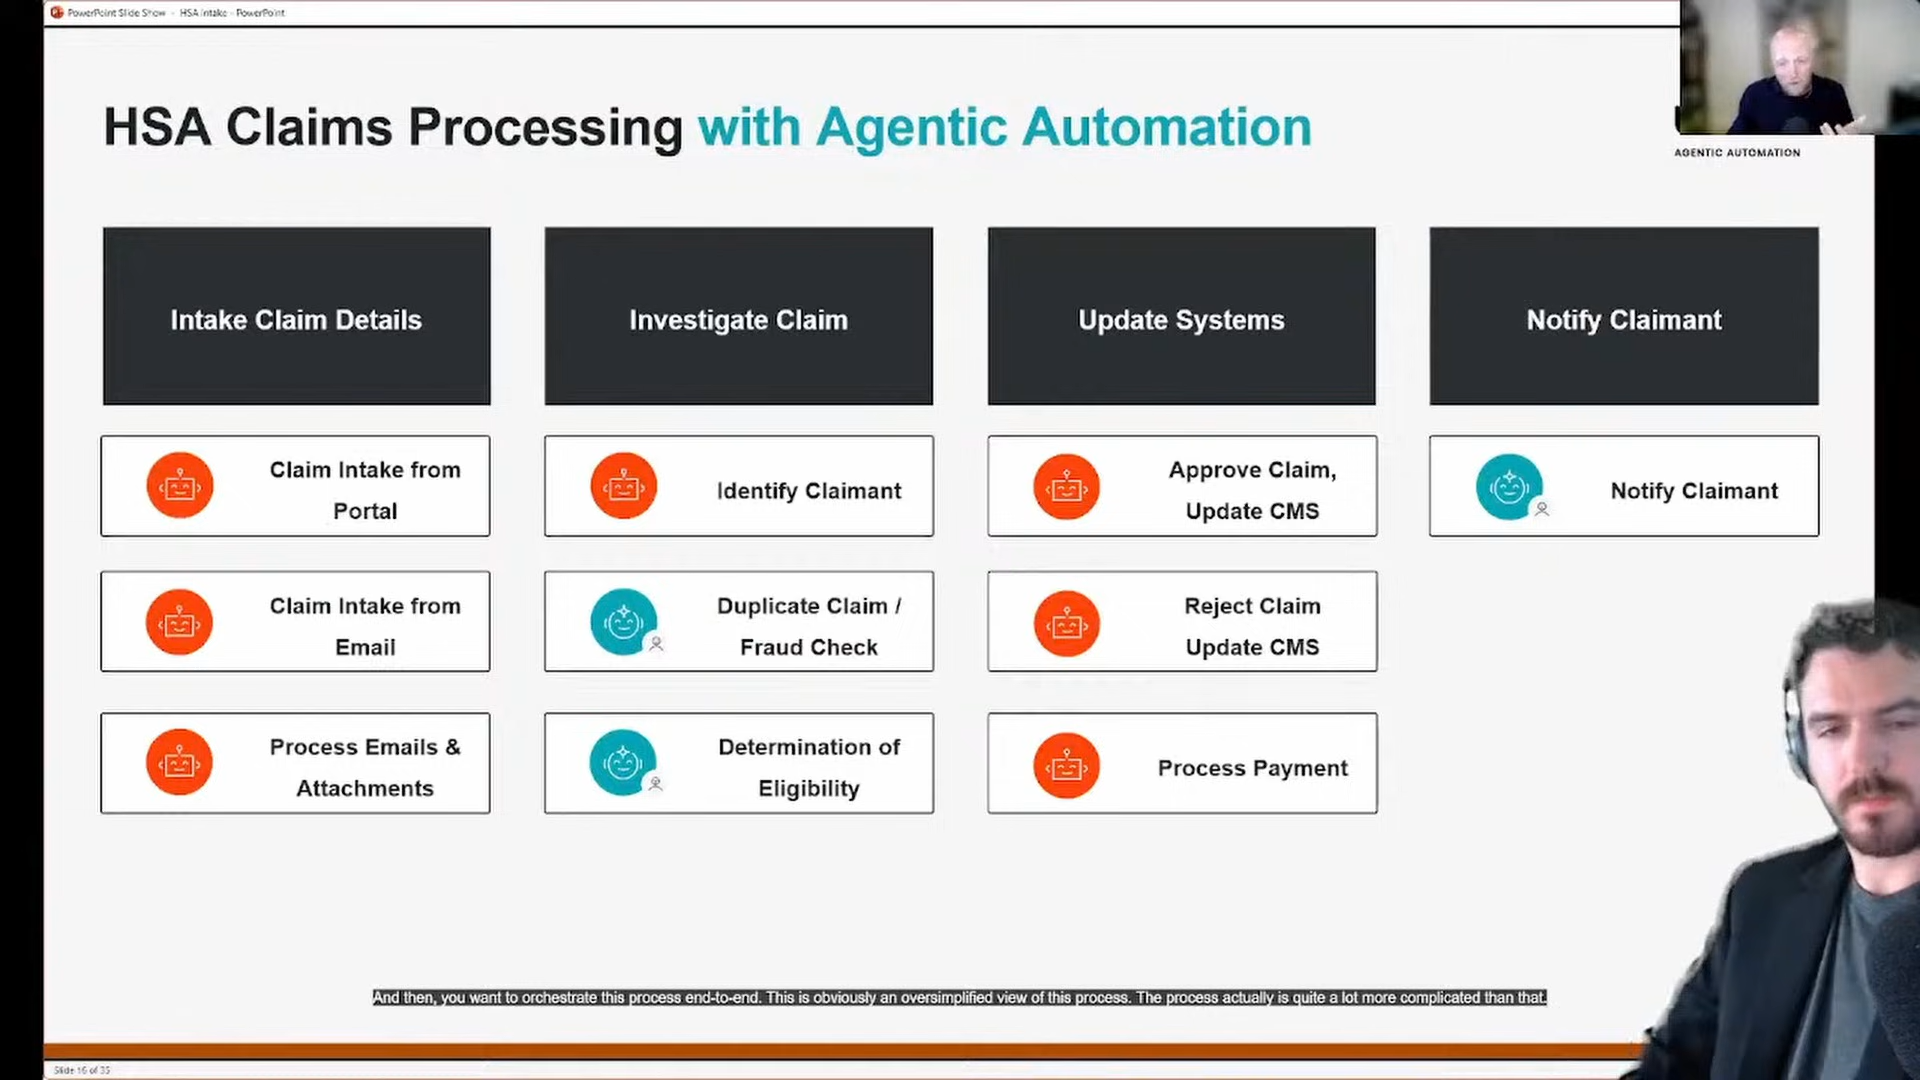 PowerPoint Slide Show - HSA Intake - PowerPoint
HSA Claims Processing with Agentic Automation
AGENTIC AUTOMATION
Intake Claim Details
Investigate Claim
Update Systems
Notify Claimant
Claim Intake from
Portal
Identify Claimant
Approve Claim,
Update CMS
Notify Claimant
Claim Intake from
Email
Duplicate Claim /
Fraud Check
Reject Claim
Update CMS
Process Emails &
Attachments
Determination of
Eligibility
Process Payment
And then, you want to orchestrate this process end-to-end. This is obviously an oversimplified view of this process. The process actually is quite a lot more complicated than that.
Slide 16 of 35